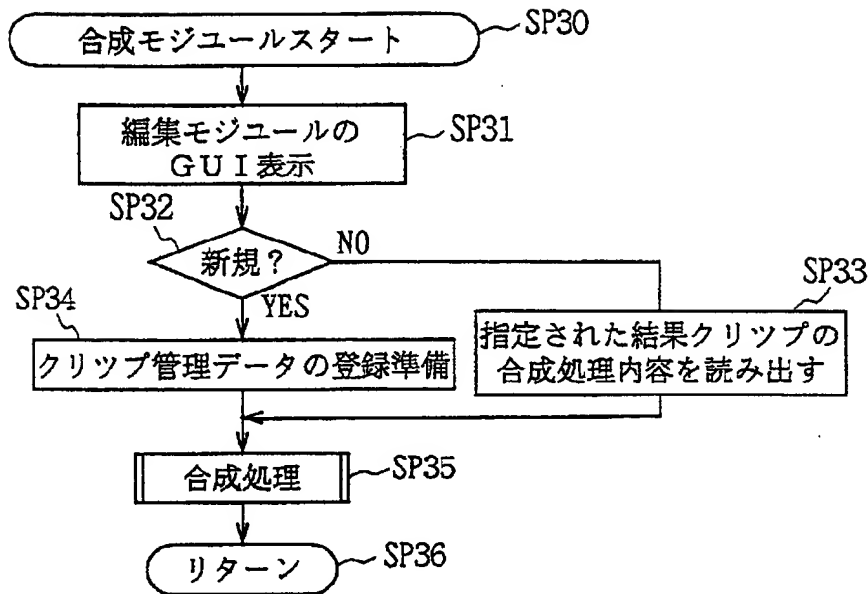 合成モジユールスタート
SP30
編集モジユールの
GUI表示
SP31
SP32
新規?
NO
YES
SP33
指定された結果クリツプの
合成処理内容を読み出す
SP34
クリツプ管理データの登録準備
合成処理
SP35
リターン
SP36